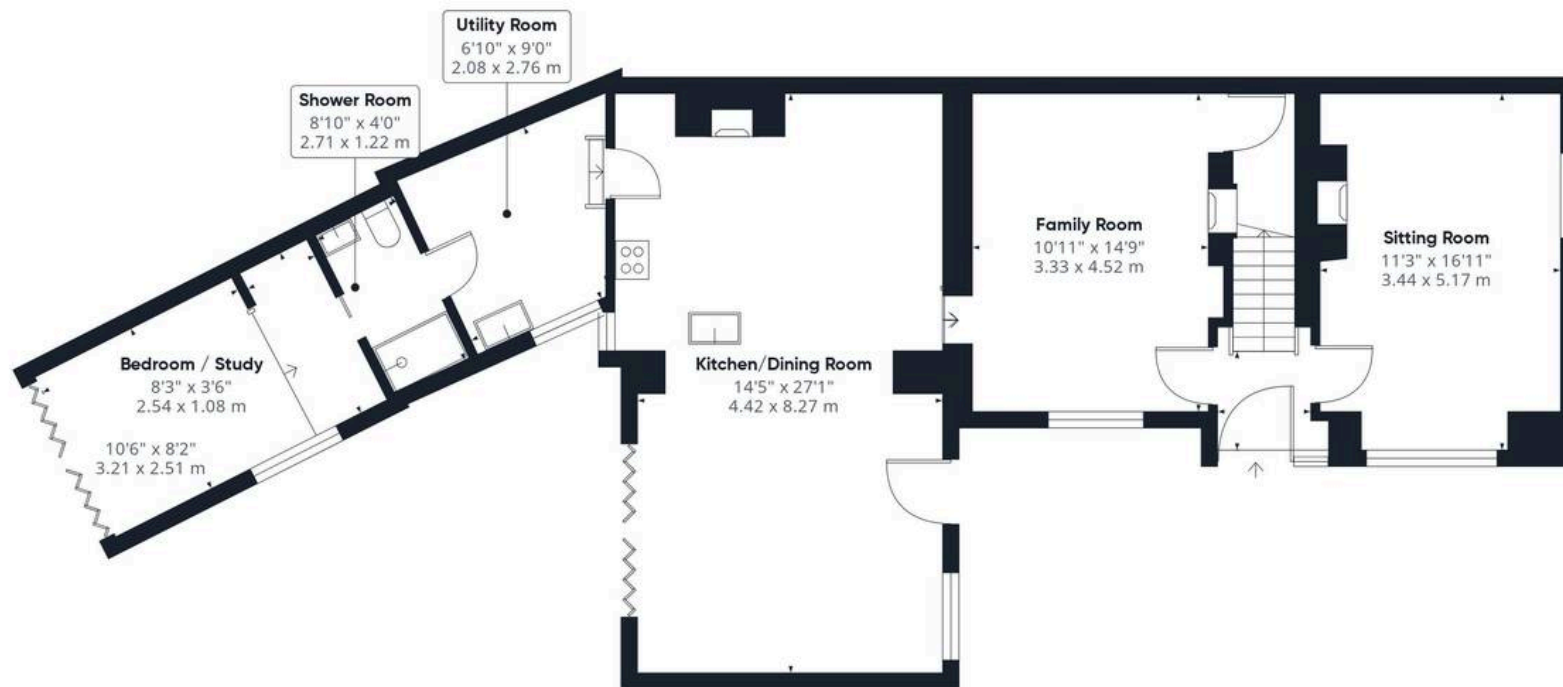 Utility Room
6'10" x 9'0"
2.08 x 2.76 m
Shower Room
8'10" x 4'0"
2.71 x 1.22 m
Family Room
10'11" x 14'9"
3.33 x 4.52 m
Sitting Room
11'3" x 16'11"
3.44 x 5.17 m
Bedroom / Study
8'3" x 3'6"
2.54 x 1.08 m
10'6" x 8'2"
3.21 x 2.51 m
Kitchen/Dining Room
14'5" x 27'1"
4.42 x 8.27 m